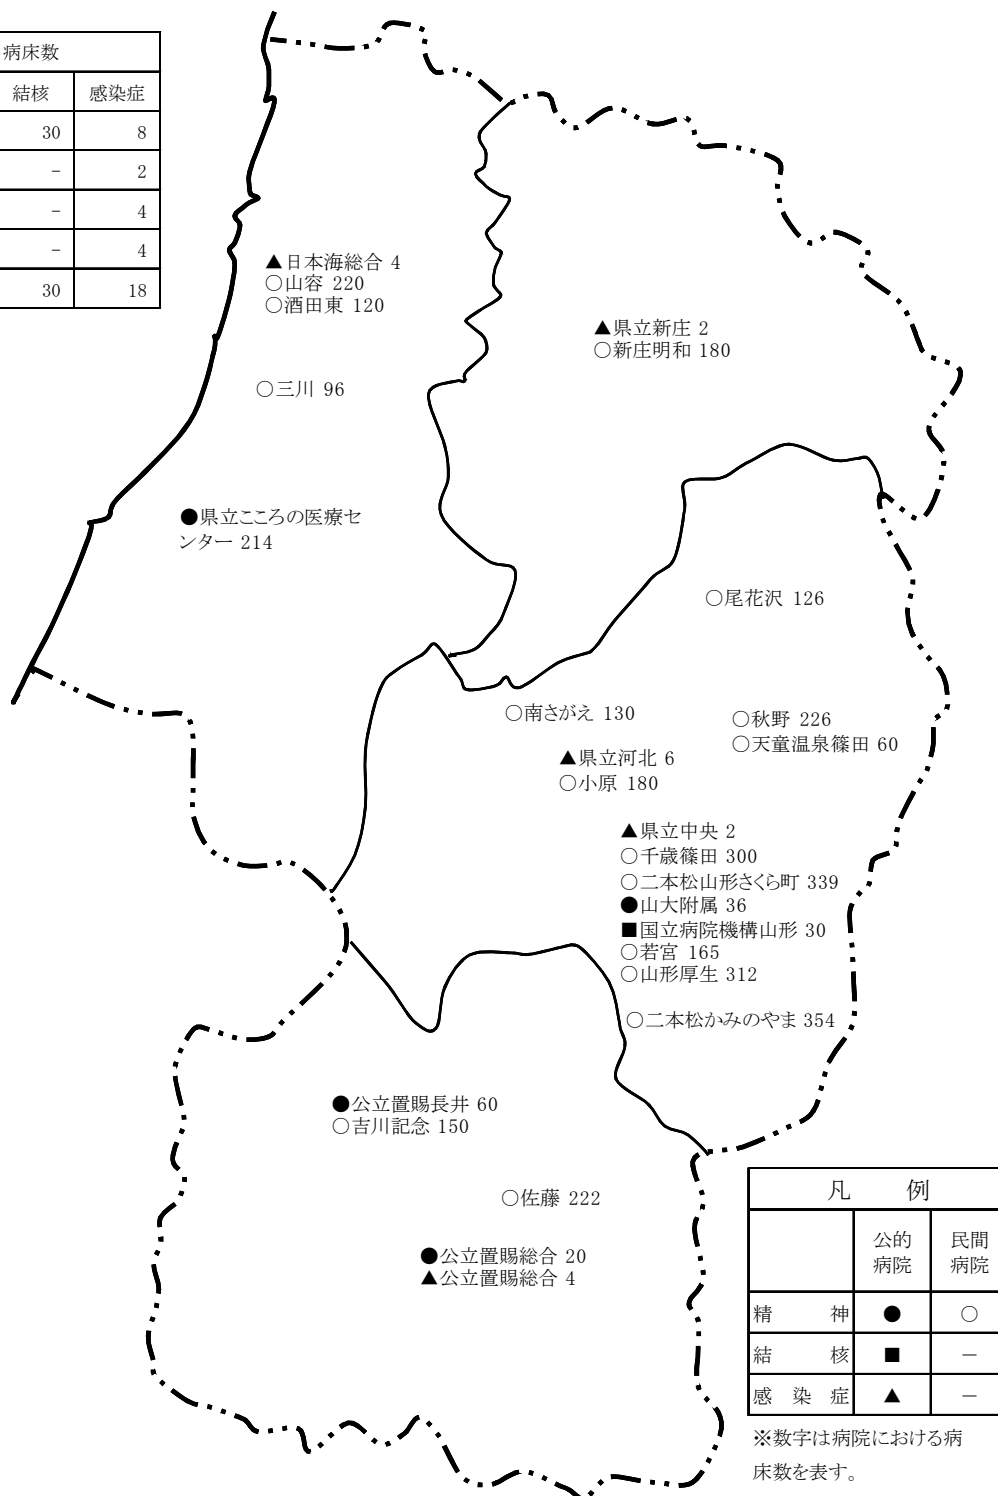 病床数
結核 感染症
30 8
- 2
- 4
- 4
30 18
▲日本海総合 4
○山容 220
○酒田東 120
▲県立新庄 2
○新庄明和 180
○三川 96
●県立こころの医療セ
ンター 214
○尾花沢 126
○南さがえ 130
○秋野 226
○天童温泉篠田 60
▲県立河北 6
○小原 180
▲県立中央 2
○千歳篠田 300
○二本松山形さくら町 339
●山大附属 36
■国立病院機構山形 30
○若宮 165
○山形厚生 312
○二本松かみのやま 354
●公立置賜長井 60
○吉川記念 150
○佐藤 222
●公立置賜総合 20
▲公立置賜総合 4
凡 例
公的 民間
病院 病院
精 神 ● ○
結 核 ■ －
感 染 症 ▲ －
※数字は病院における病
床数を表す。